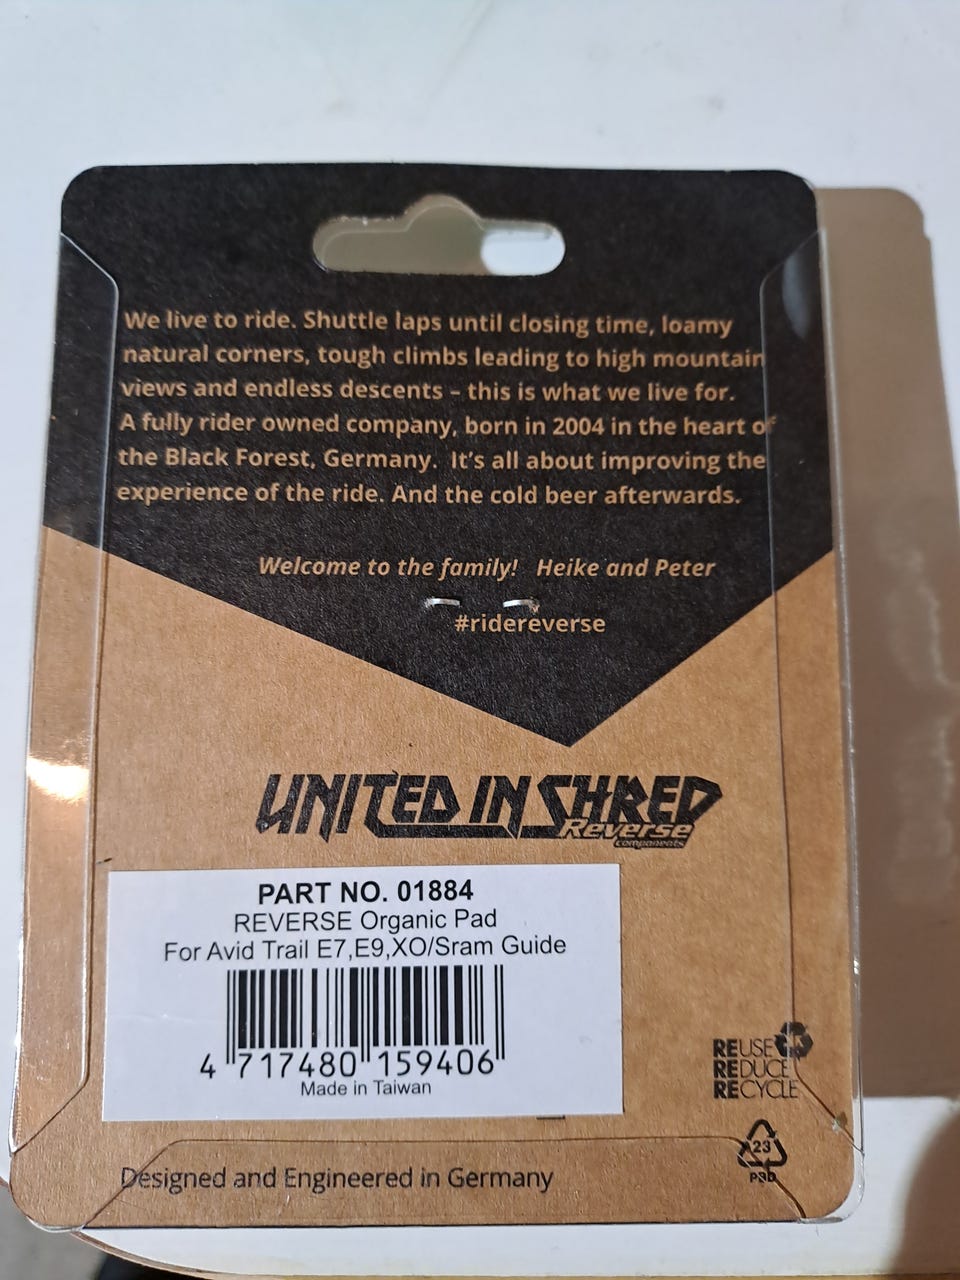 We live to ride. Shuttle laps until closing time, loamy
natural corners, tough climbs leading to high mountain
views and endless descents – this is what we live for.
A fully rider owned company, born in 2004 in the heart of
the Black Forest, Germany. It's all about improving the
experience of the ride. And the cold beer afterwards.
Welcome to the family! Heike and Peter
#ridereverse
UNITED IN SHRED
Reverse
components
PART NO. 01884
REVERSE Organic Pad
For Avid Trail E7,E9,XO/Sram Guide
4 717480 159406
Made in Taiwan
REUSE
REDUCE
RECYCLE
23
PBD
Designed and Engineered in Germany